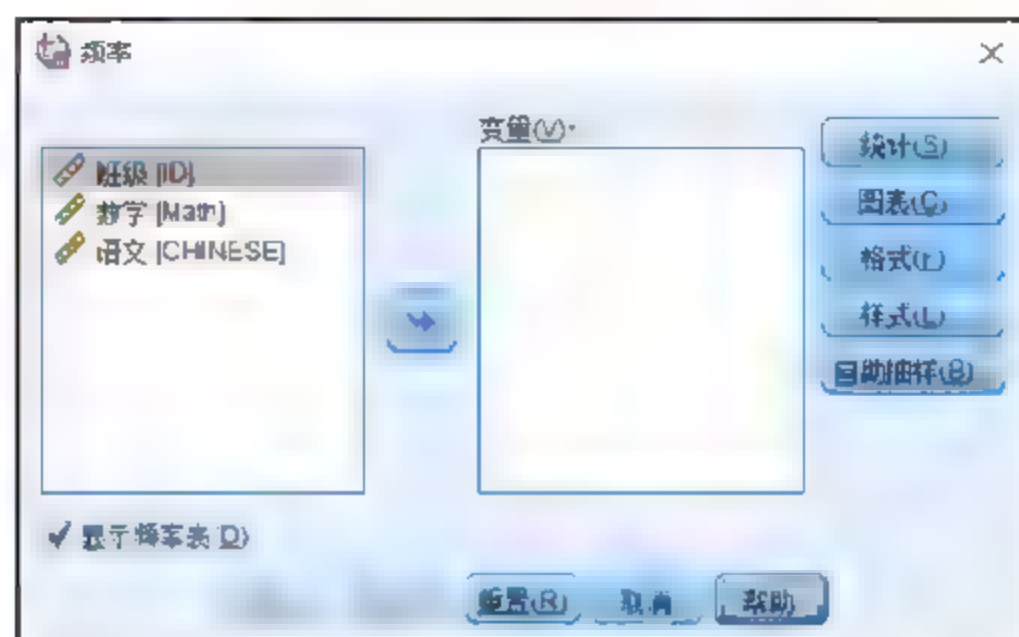 频率
变量(V):
统计(S)
图表(C)
格式(F)
样式(L)
自助抽样(B)
班级 [ID]
数学 [Math]
语文 [CHINESE]
显示频率表(D)
重置(R) 取消 帮助